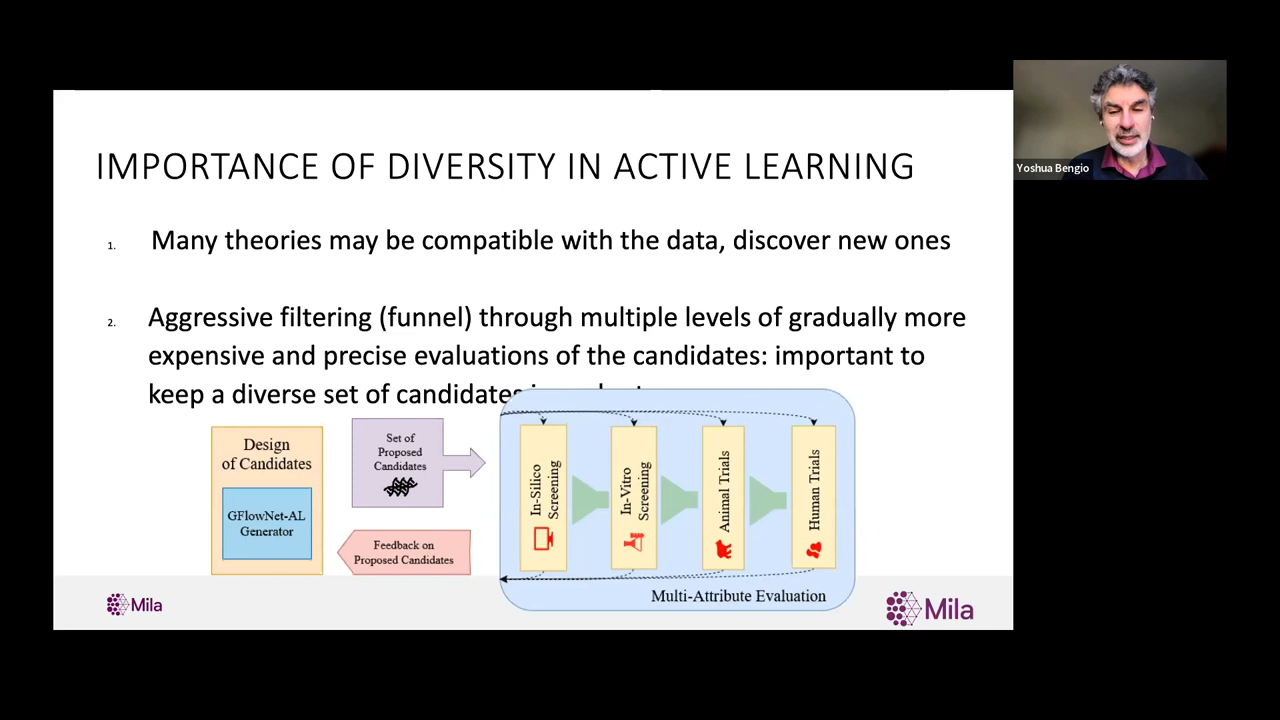 IMPORTANCE OF DIVERSITY IN ACTIVE LEARNING
Yoshua Bengio
1. Many theories may be compatible with the data, discover new ones
2. Aggressive filtering (funnel) through multiple levels of gradually more
expensive and precise evaluations of the candidates: important to
keep a diverse set of candidates
Design
of Candidates
GFlowNet-AL
Generator
Set of
Proposed
Candidates
Feedback on
Proposed Candidates
In-Silico
Screening
In-Vitro
Screening
Animal Trials
Human Trials
Multi-Attribute Evaluation
Mila
Mila